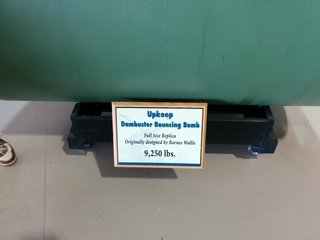 Upkeep
Dambuster Bouncing Bomb
Full Size Replica
Originally designed by Barnes Wallis
9,250 lbs.